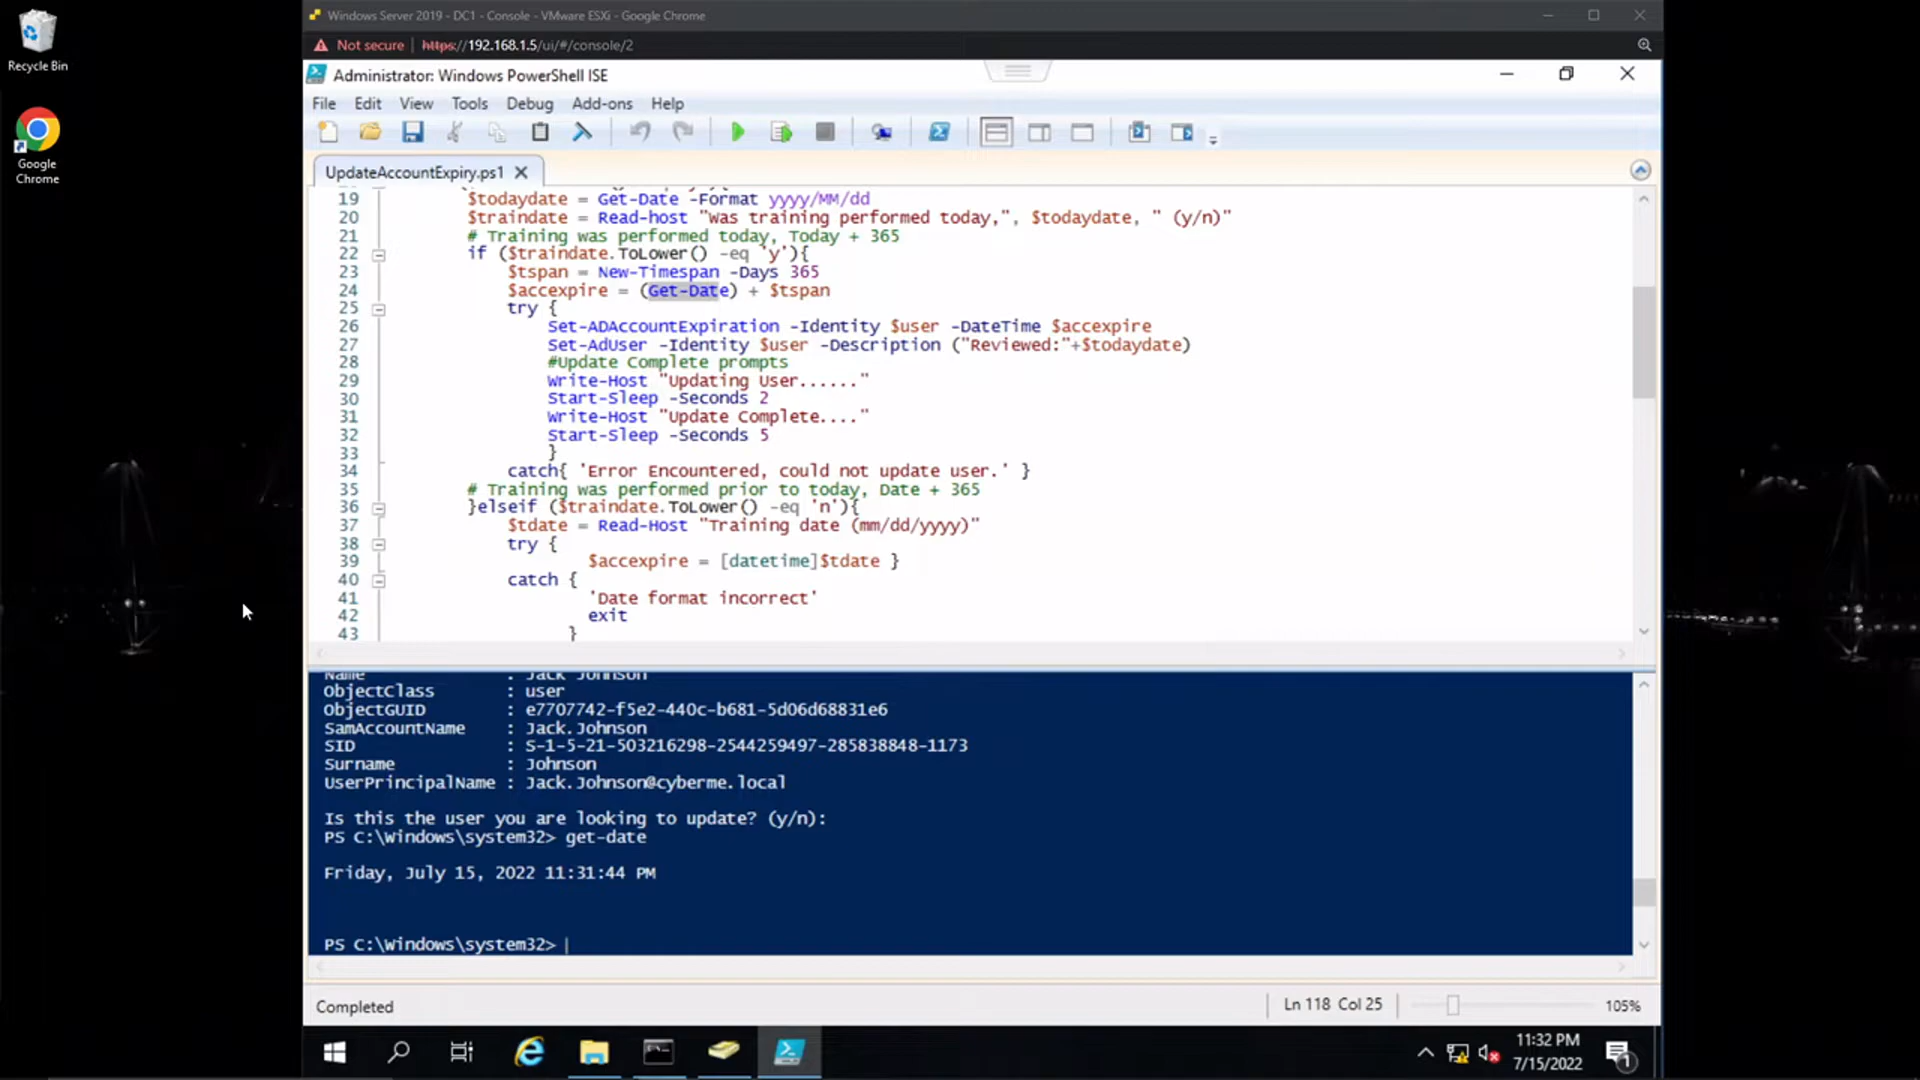 Recycle Bin
Google
Chrome
Windows Server 2019 - DC1 - Console - VMware ESXi - Google Chrome
Not secure | https://192.168.1.5/ui/#/console/2
Administrator: Windows PowerShell ISE
File Edit View Tools Debug Add-ons Help
UpdateAccountExpiry.ps1
19 $todaydate = Get-Date -Format yyyy/MM/dd
20 $traindate = Read-host "Was training performed today,", $todaydate, " (y/n)"
21 # Training was performed today, Today + 365
22 if ($traindate.ToLower() -eq 'y'){
23 $tspan = New-Timespan -Days 365
24 $accexpire = (Get-Date) + $tspan
25 try {
26 Set-ADAccountExpiration -Identity $user -DateTime $accexpire
27 Set-AdUser -Identity $user -Description ("Reviewed:"+$todaydate)
28 #Update Complete prompts
29 Write-Host "Updating User......"
30 Start-Sleep -Seconds 2
31 Write-Host "Update Complete...."
32 Start-Sleep -Seconds 5
33 }
34 catch{ 'Error Encountered, could not update user.' }
35 # Training was performed prior to today, Date + 365
36 }elseif ($traindate.ToLower() -eq 'n'){
37 $tdate = Read-Host "Training date (mm/dd/yyyy)"
38 try {
39 $accexpire = [datetime]$tdate }
40 catch {
41 'Date format incorrect'
42 exit
43 }
Name : Jack Johnson
ObjectClass : user
ObjectGUID : e7707742-f5e2-440c-b681-5d06d68831e6
SamAccountName : Jack.Johnson
SID : S-1-5-21-503216298-2544259497-285838848-1173
Surname : Johnson
UserPrincipalName : Jack.Johnson@cyberme.local
Is this the user you are looking to update? (y/n):
PS C:\Windows\system32> get-date
Friday, July 15, 2022 11:31:44 PM
PS C:\Windows\system32>
Completed
Ln 118 Col 25
105%
11:32 PM
7/15/2022
1